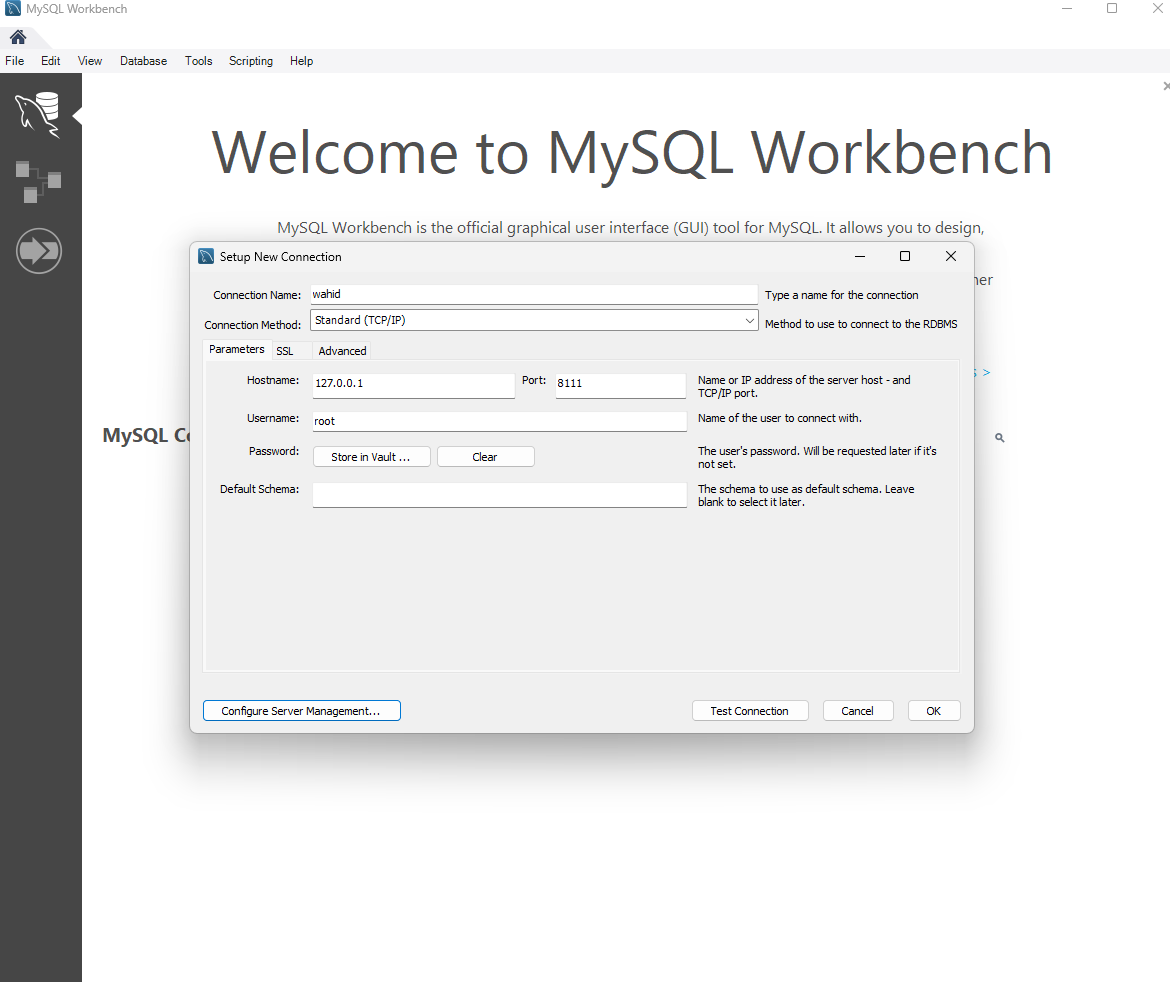 MySQL Workbench
File Edit View Database Tools Scripting Help
Welcome to MySQL Workbench
MySQL Workbench is the official graphical user interface (GUI) tool for MySQL. It allows you to design,
Setup New Connection
Connection Name: wahid Type a name for the connection
Connection Method: Standard (TCP/IP) Method to use to connect to the RDBMS
Parameters SSL Advanced
Hostname: 127.0.0.1 Port: 8111 Name or IP address of the server host - and
TCP/IP port.
Username: root Name of the user to connect with.
Password: Store in Vault ... Clear The user's password. Will be requested later if it's
not set.
Default Schema: The schema to use as default schema. Leave
blank to select it later.
MySQL
Configure Server Management... Test Connection Cancel OK